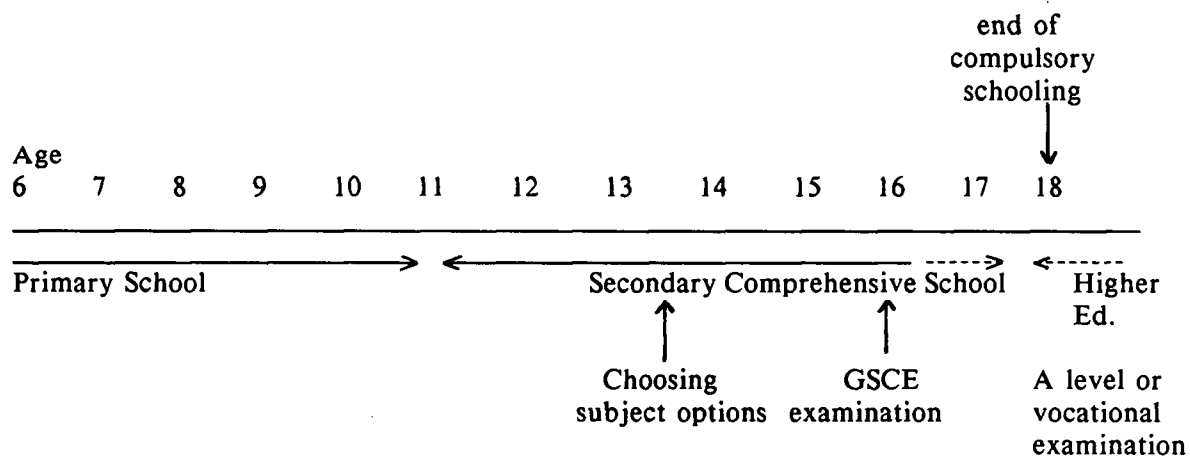 end of
compulsory
schooling
Age
6 7 8 9 10 11 12 13 14 15 16 17 18
Primary School Secondary Comprehensive School Higher
Ed.
Choosing GSCE A level or
subject options examination vocational
examination